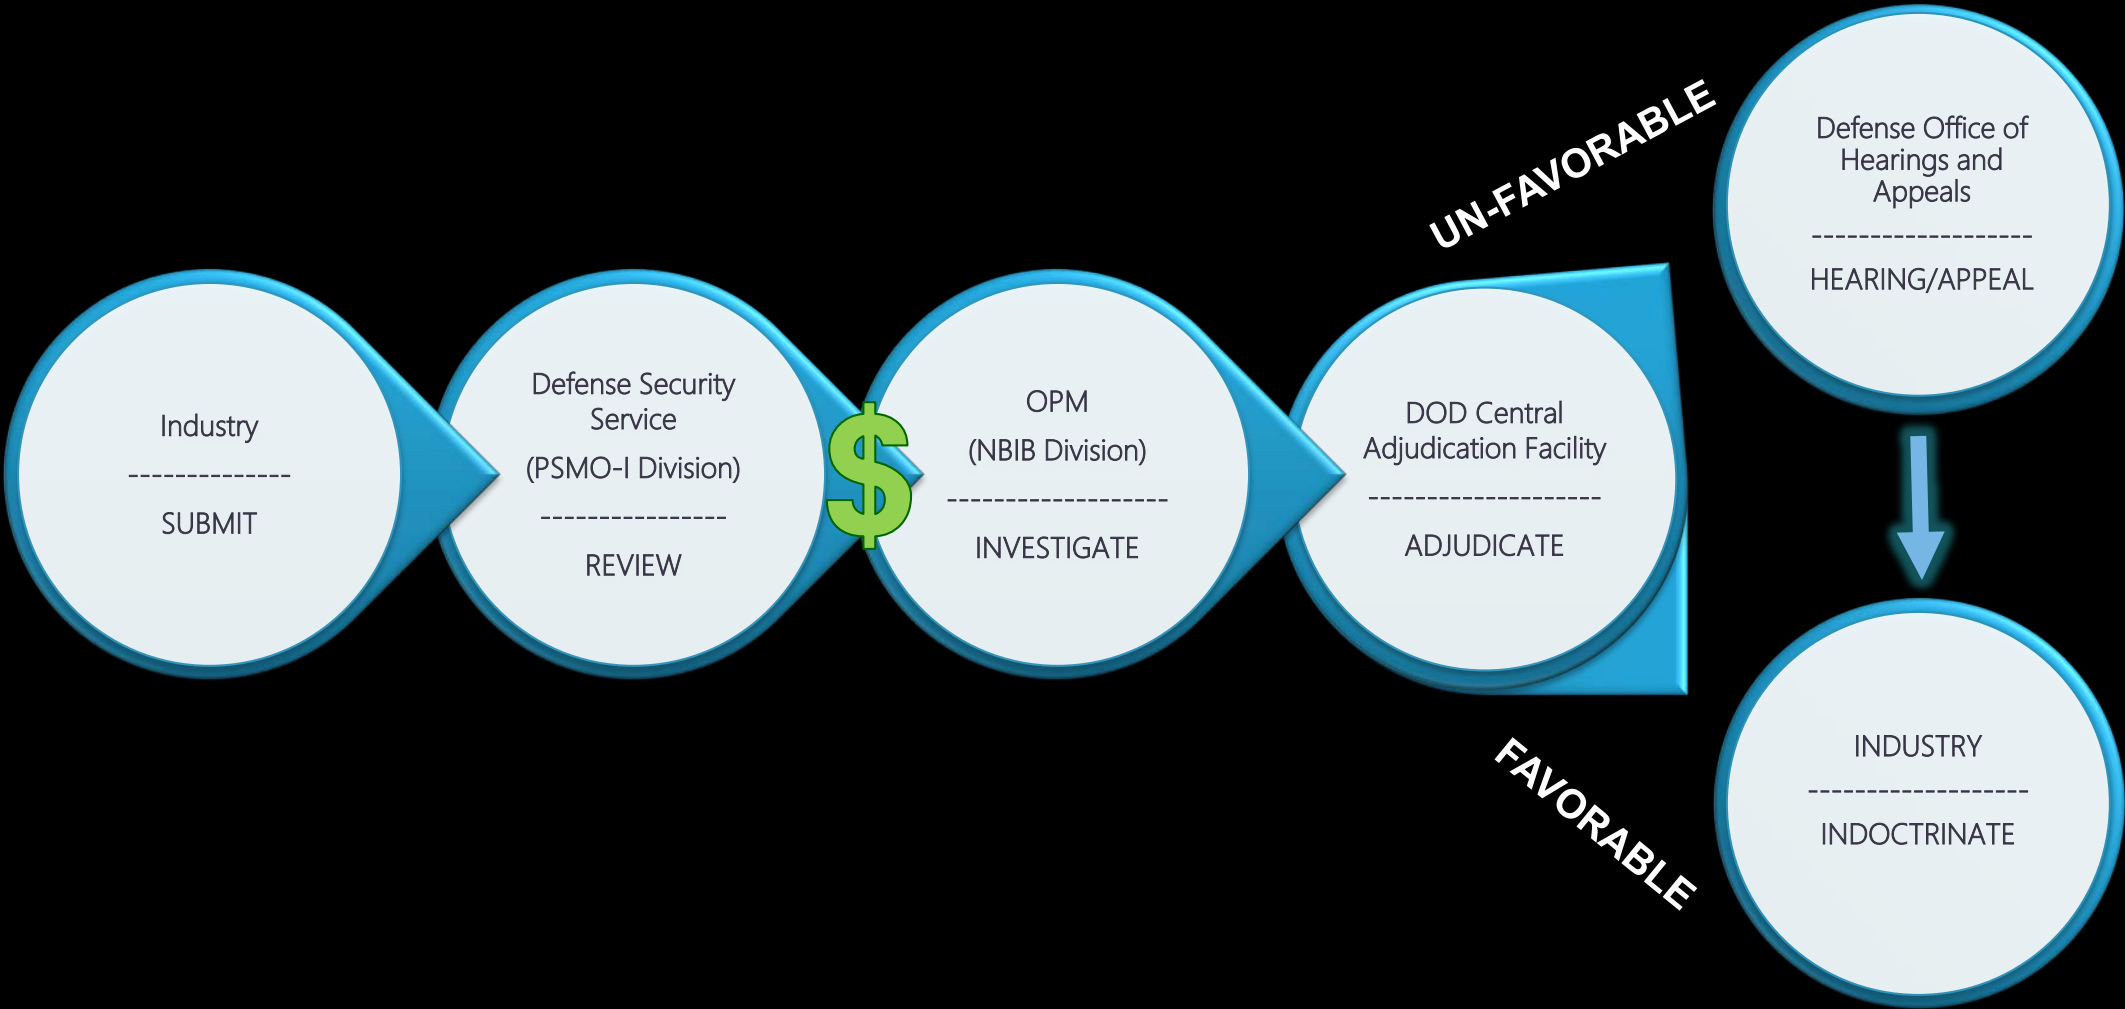 Industry
--------------
SUBMIT
Defense Security
Service
(PSMO-I Division)
----------------
REVIEW
$
OPM
(NBIB Division)
-------------------
INVESTIGATE
DOD Central
Adjudication Facility
--------------------
ADJUDICATE
UN-FAVORABLE
Defense Office of
Hearings and
Appeals
-------------------
HEARING/APPEAL
FAVORABLE
INDUSTRY
-------------------
INDOCTRINATE